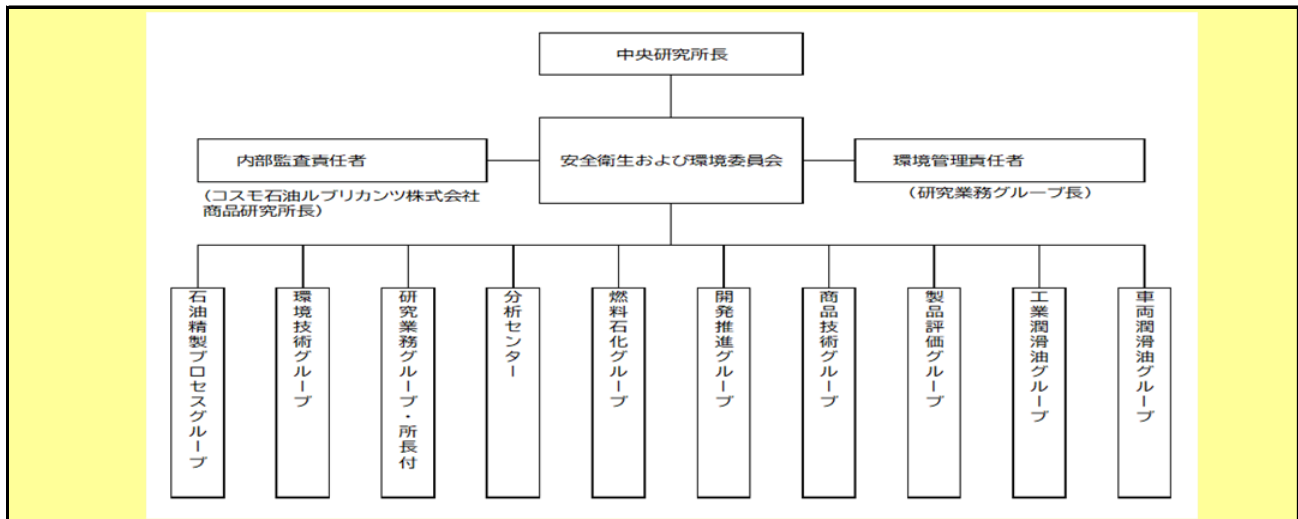 中央研究所長
内部監査責任者
安全衛生および環境委員会
環境管理責任者
(コスモ石油ルブリカンツ株式会社
商品研究所長)
(研究業務グループ長)
石油精製プロセスグループ
環境技術グループ
研究業務グループ・所長付
分析センター
燃料石化グループ
開発推進グループ
商品技術グループ
製品評価グループ
工業潤滑油グループ
車両潤滑油グループ